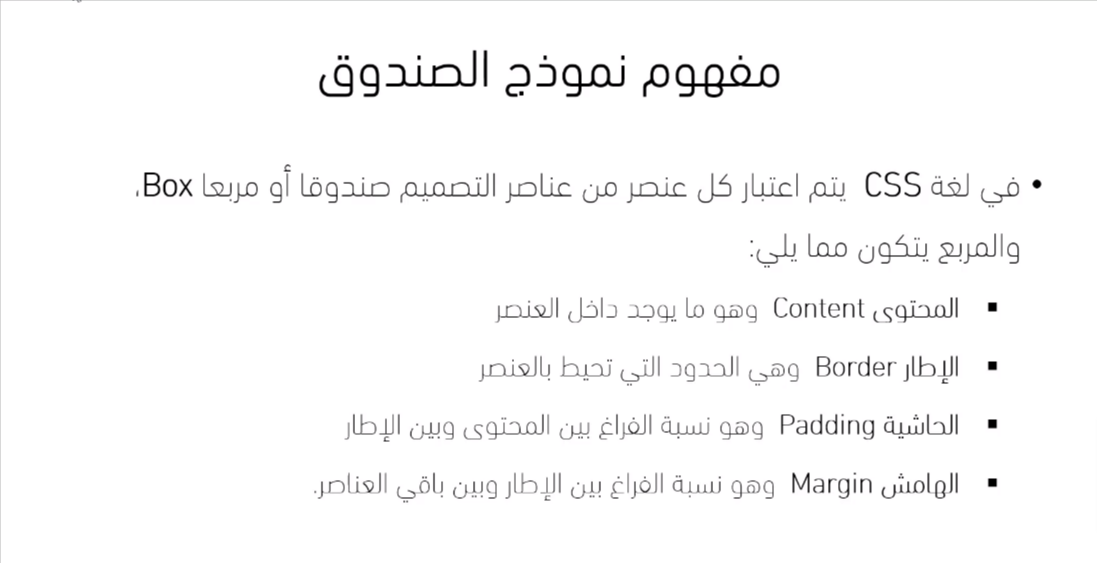 مفهوم نموذج الصندوق
• في لغة CSS يتم اعتبار كل عنصر من عناصر التصميم صندوقا أو مربعا Box،
والمربع يتكون مما يلي:
▪ المحتوى Content وهو ما يوجد داخل العنصر
▪ الإطار Border وهي الحدود التي تحيط بالعنصر
▪ الحاشية Padding وهو نسبة الفراغ بين المحتوى وبين الإطار
▪ الهامش Margin وهو نسبة الفراغ بين الإطار وبين باقي العناصر.